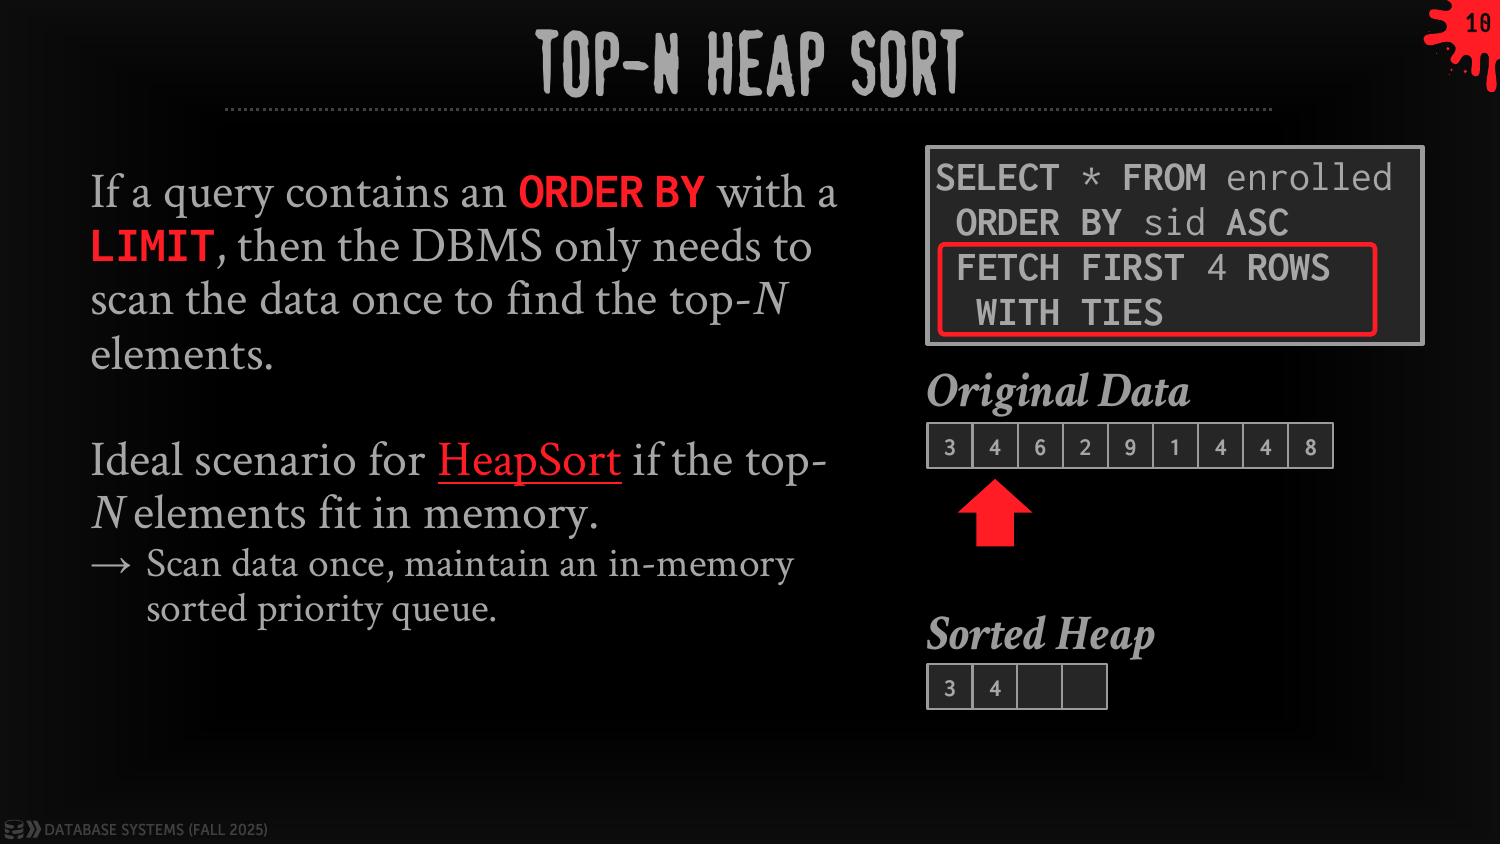 10
TOP-N HEAP SORT
If a query contains an ORDER BY with a
LIMIT, then the DBMS only needs to
scan the data once to find the top-N
elements.
Ideal scenario for HeapSort if the top-
N elements fit in memory.
→ Scan data once, maintain an in-memory
sorted priority queue.
SELECT * FROM enrolled
ORDER BY sid ASC
FETCH FIRST 4 ROWS
WITH TIES
Original Data
3 4 6 2 9 1 4 4 8
Sorted Heap
3 4
DATABASE SYSTEMS (FALL 2025)